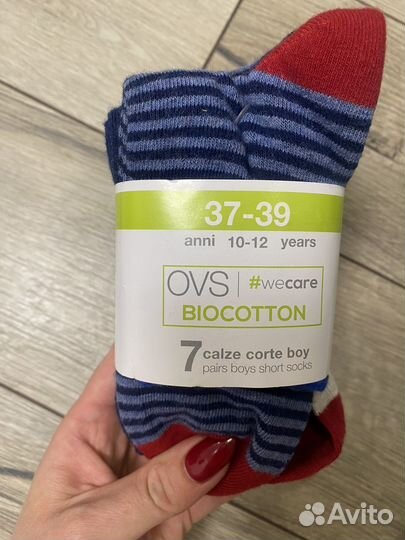 37-39
anni 10-12 years
OVS | #wecare
BIOCOTTON
7 calze corte boy
pairs boys short socks
Avito